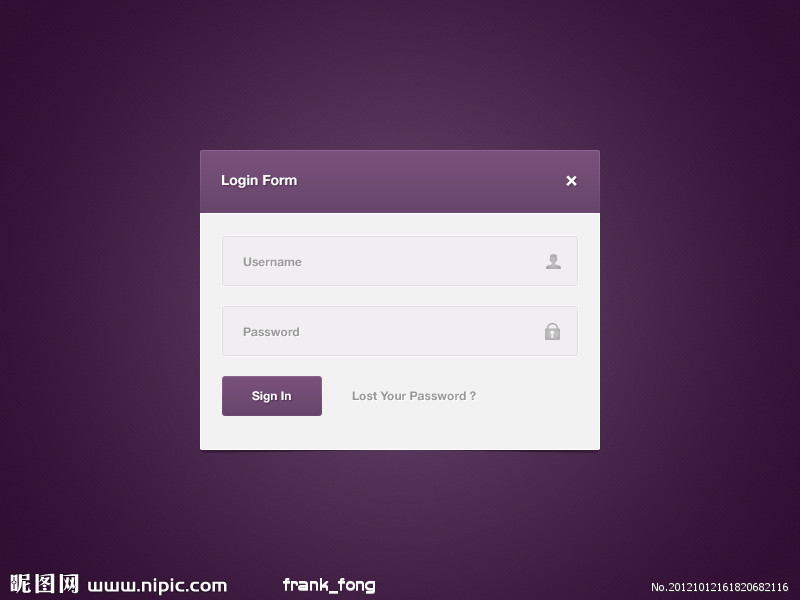 Login Form
Username
Password
Sign In Lost Your Password ?
昵图网 www.nipic.com frank_fong No.20121012161820682116